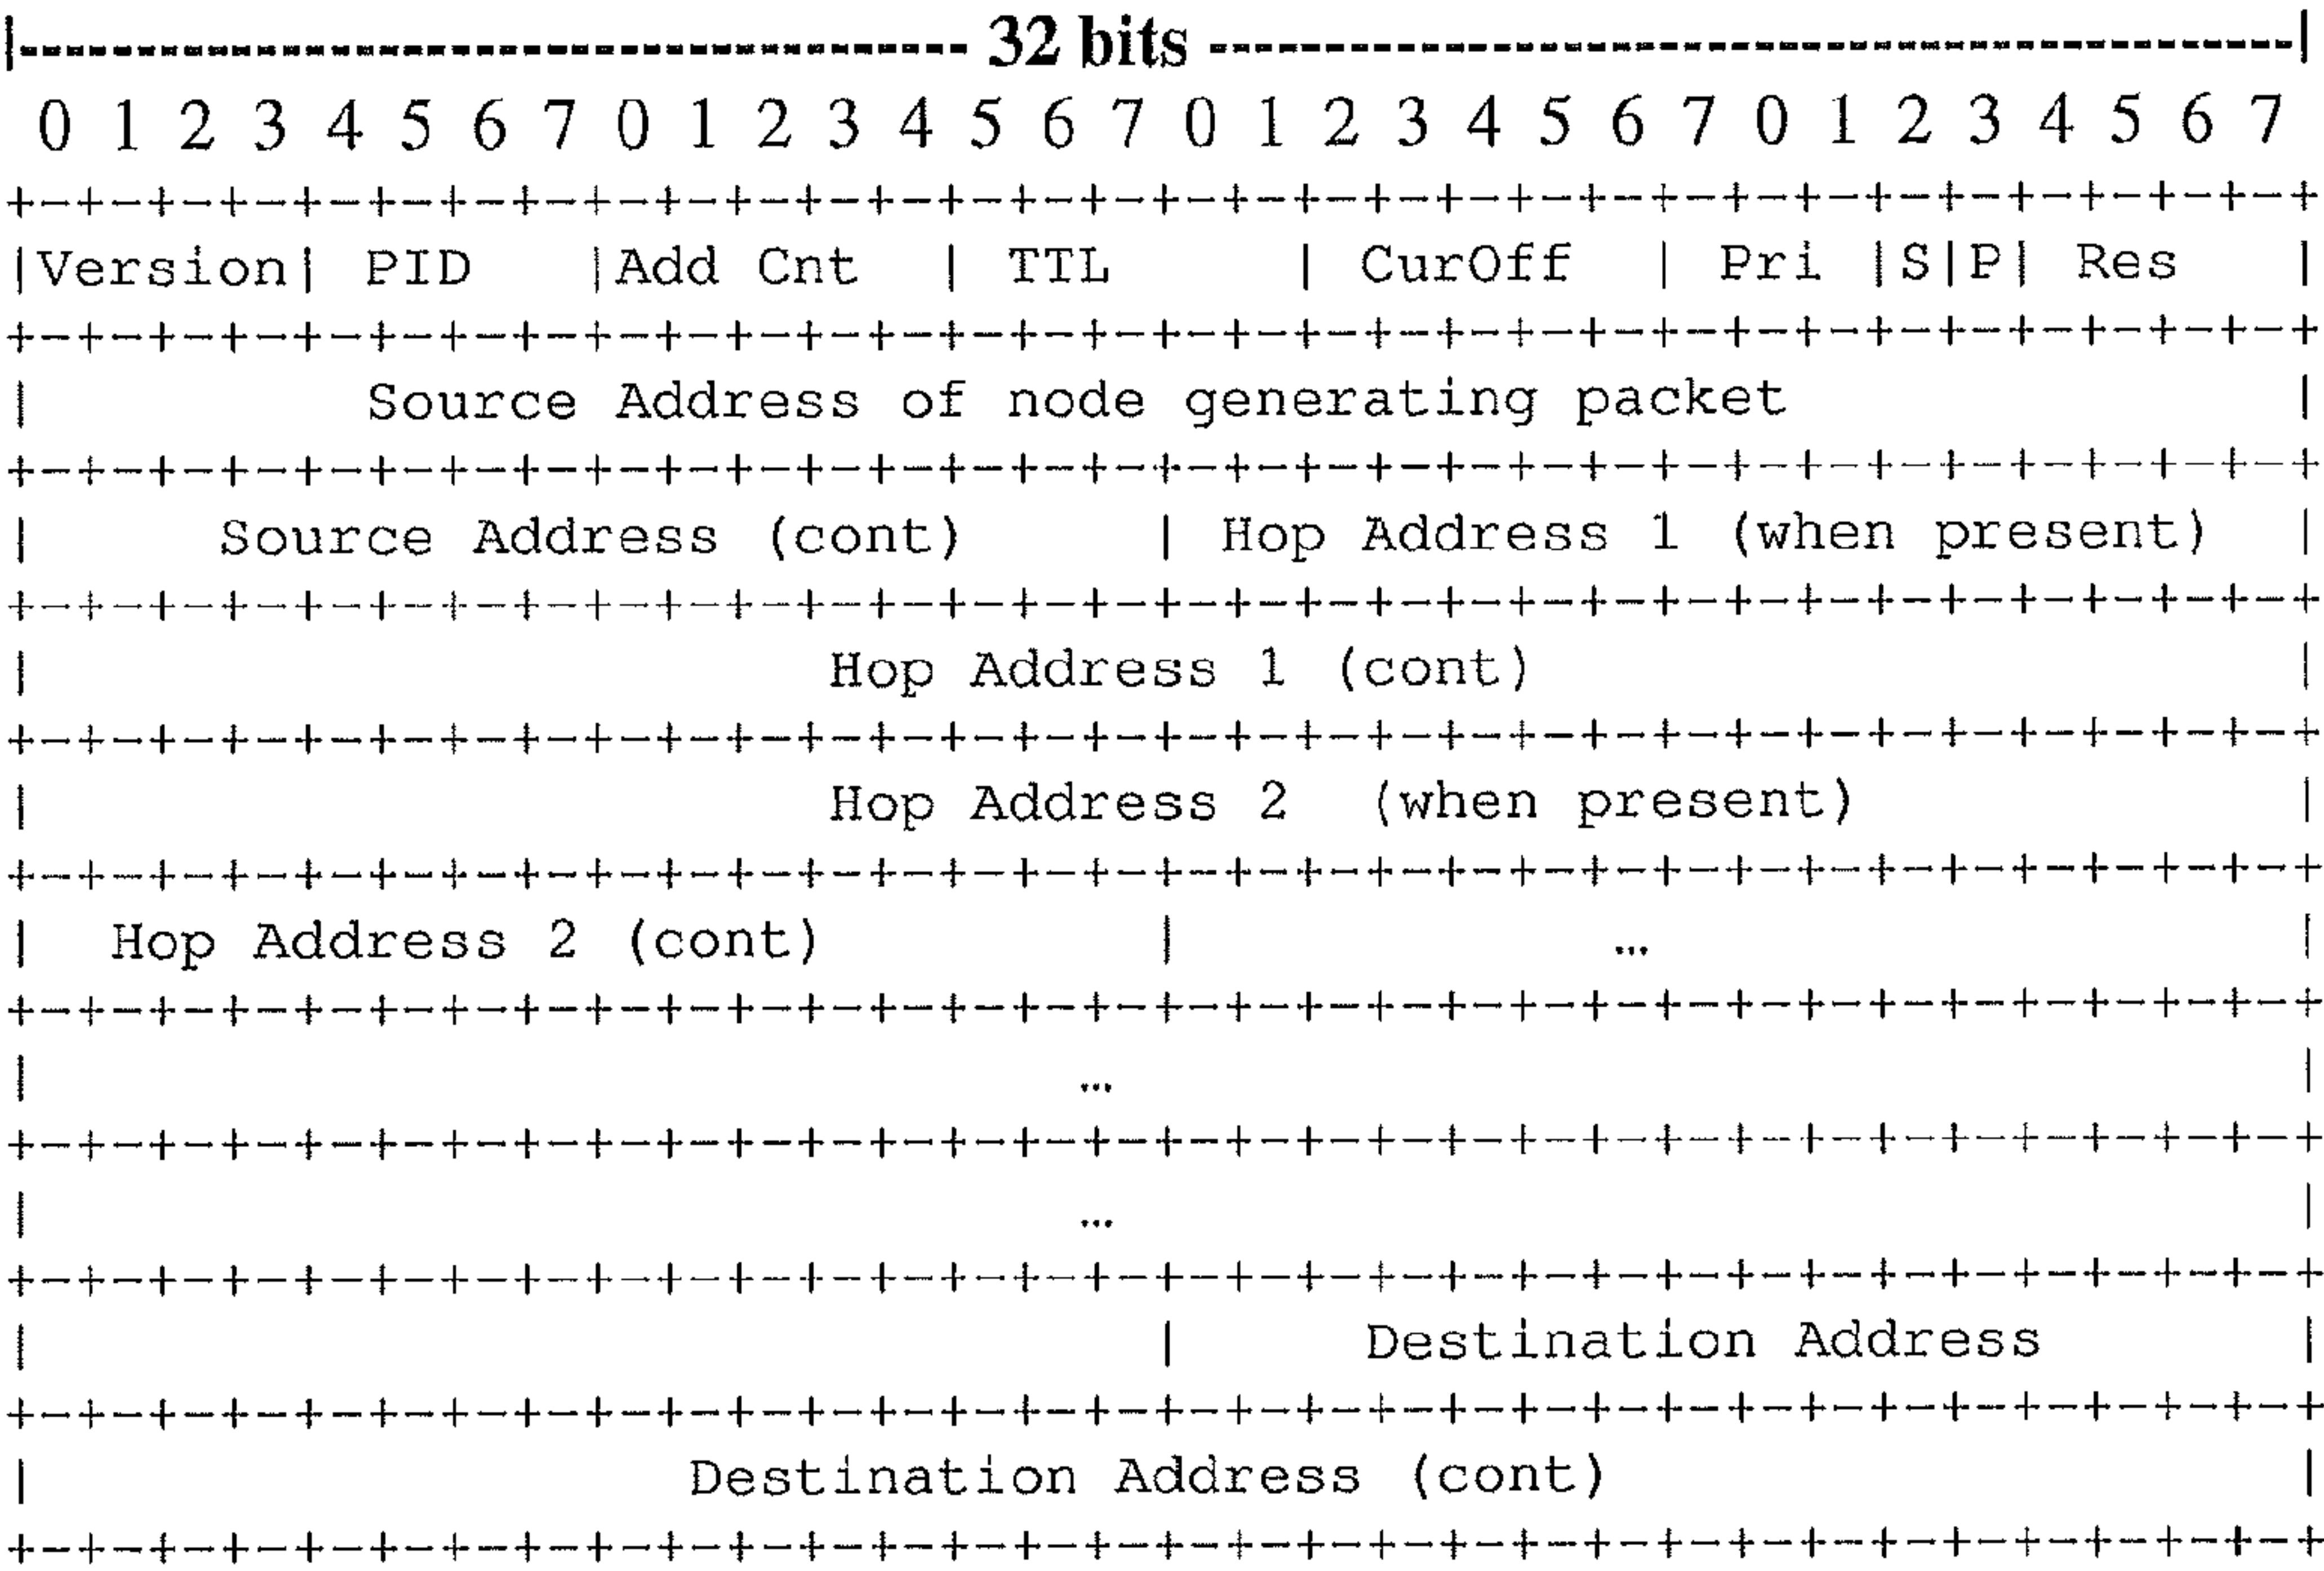 |---------------------------------------- 32 bits ----------------------------------------------|
0 1 2 3 4 5 6 7 0 1 2 3 4 5 6 7 0 1 2 3 4 5 6 7 0 1 2 3 4 5 6 7
+-+-+-+-+-+-+-+-+-+-+-+-+-+-+-+-+-+-+-+-+-+-+-+-+-+-+-+-+-+-+-+-+
|Version| PID |Add Cnt | TTL | CurOff | Pri |S|P| Res |
+-+-+-+-+-+-+-+-+-+-+-+-+-+-+-+-+-+-+-+-+-+-+-+-+-+-+-+-+-+-+-+-+
| Source Address of node generating packet |
+-+-+-+-+-+-+-+-+-+-+-+-+-+-+-+-+-+-+-+-+-+-+-+-+-+-+-+-+-+-+-+-+
| Source Address (cont) | Hop Address 1 (when present) |
+-+-+-+-+-+-+-+-+-+-+-+-+-+-+-+-+-+-+-+-+-+-+-+-+-+-+-+-+-+-+-+-+
| Hop Address 1 (cont) |
+-+-+-+-+-+-+-+-+-+-+-+-+-+-+-+-+-+-+-+-+-+-+-+-+-+-+-+-+-+-+-+-+
| Hop Address 2 (when present) |
+-+-+-+-+-+-+-+-+-+-+-+-+-+-+-+-+-+-+-+-+-+-+-+-+-+-+-+-+-+-+-+-+
| Hop Address 2 (cont) | ... |
+-+-+-+-+-+-+-+-+-+-+-+-+-+-+-+-+-+-+-+-+-+-+-+-+-+-+-+-+-+-+-+-+
| ... |
+-+-+-+-+-+-+-+-+-+-+-+-+-+-+-+-+-+-+-+-+-+-+-+-+-+-+-+-+-+-+-+-+
| ... |
+-+-+-+-+-+-+-+-+-+-+-+-+-+-+-+-+-+-+-+-+-+-+-+-+-+-+-+-+-+-+-+-+
| | Destination Address |
+-+-+-+-+-+-+-+-+-+-+-+-+-+-+-+-+-+-+-+-+-+-+-+-+-+-+-+-+-+-+-+-+
| Destination Address (cont) |
+-+-+-+-+-+-+-+-+-+-+-+-+-+-+-+-+-+-+-+-+-+-+-+-+-+-+-+-+-+-+-+-+